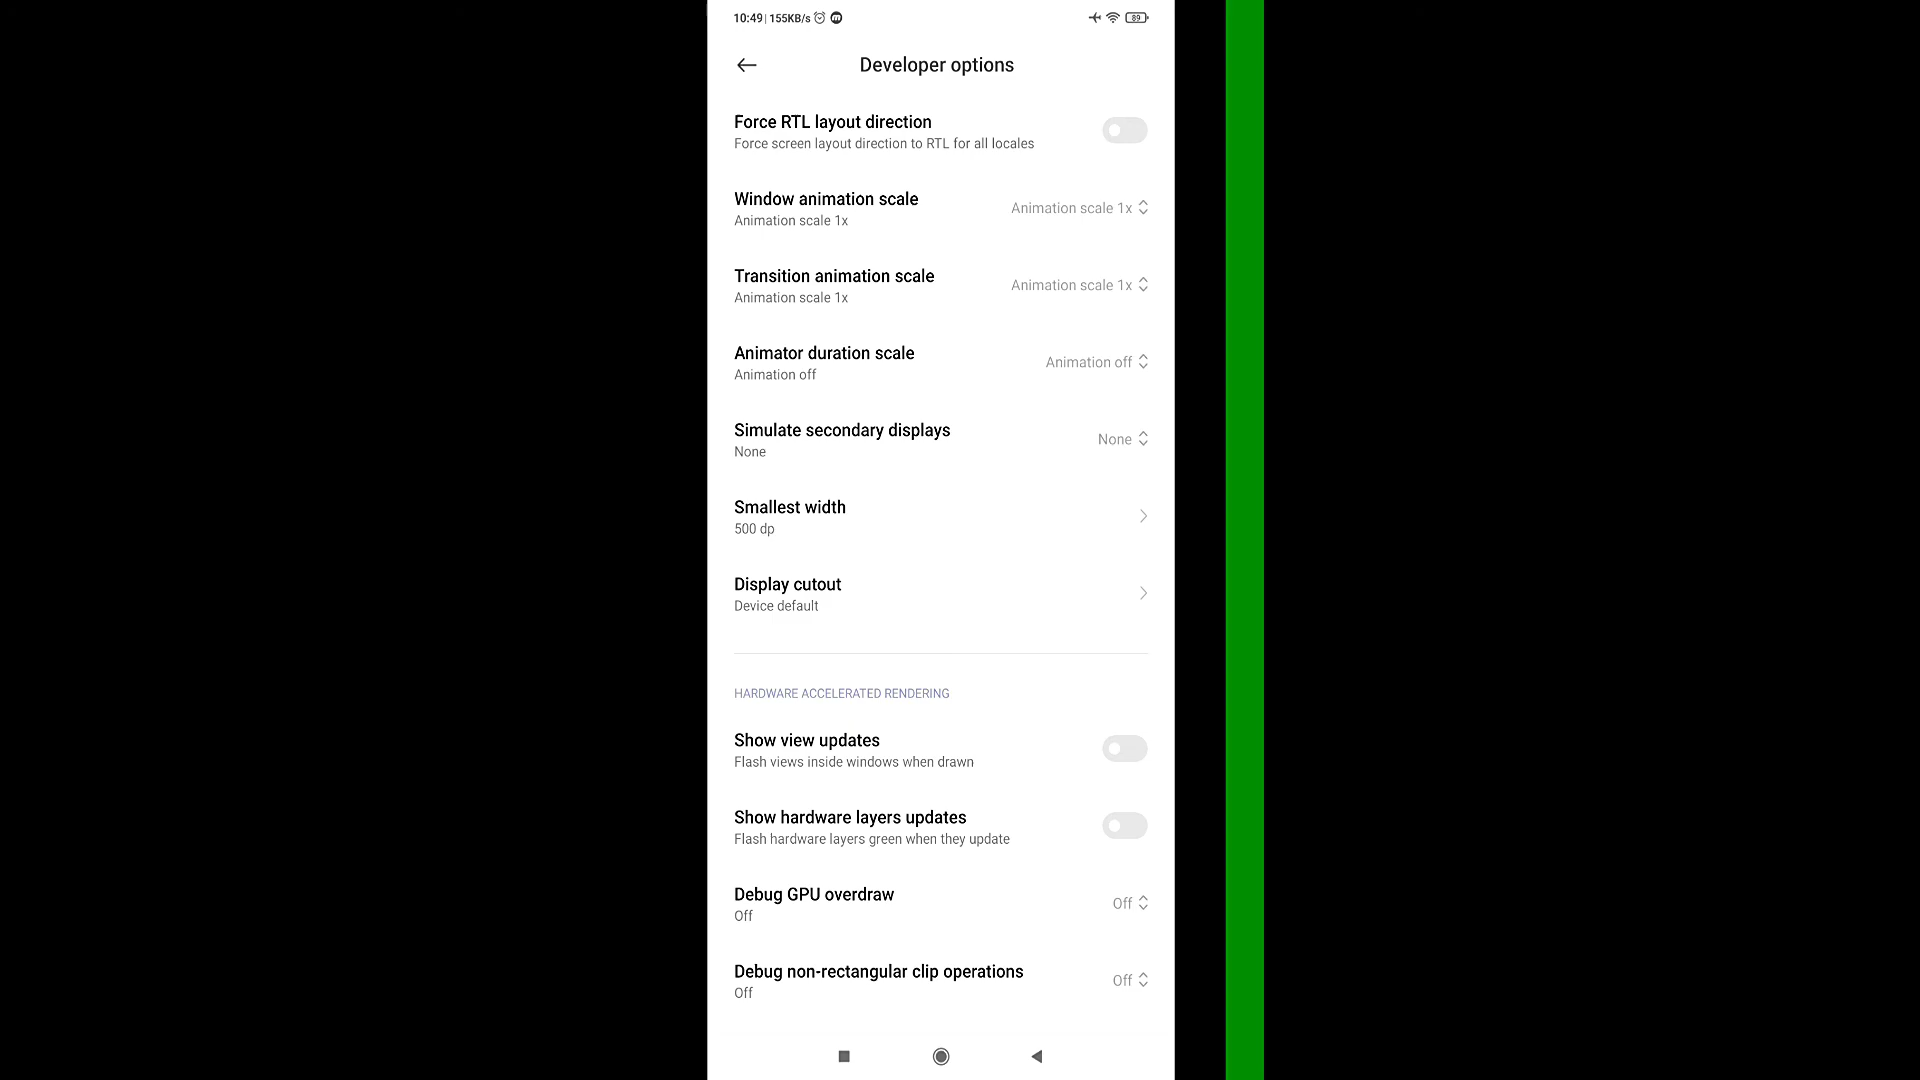 10:49 | 155KB/s
89
Developer options
Force RTL layout direction
Force screen layout direction to RTL for all locales
Window animation scale
Animation scale 1x
Animation scale 1x
Transition animation scale
Animation scale 1x
Animation scale 1x
Animator duration scale
Animation off
Animation off
Simulate secondary displays
None
None
Smallest width
500 dp
Display cutout
Device default
HARDWARE ACCELERATED RENDERING
Show view updates
Flash views inside windows when drawn
Show hardware layers updates
Flash hardware layers green when they update
Debug GPU overdraw
Off
Off
Debug non-rectangular clip operations
Off
Off